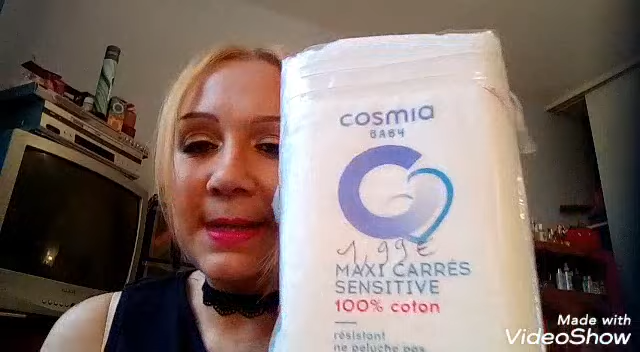 cosmia
BABY
1,99€
MAXI CARRÉS
SENSITIVE
100% coton
résistant
ne peluche pas
Made with
VideoShow